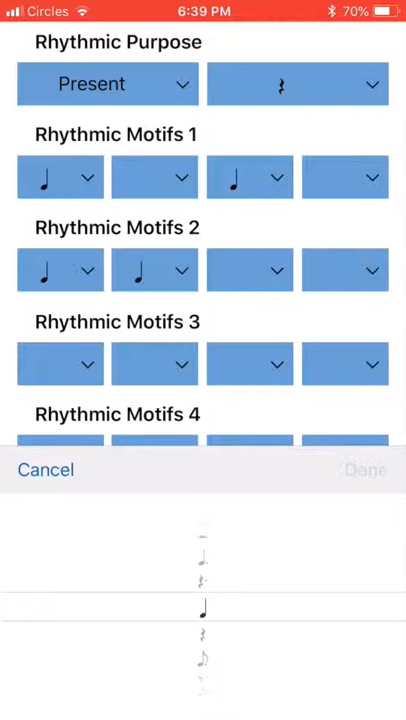 Circles 6:39 PM 70%
Rhythmic Purpose
Present
Rhythmic Motifs 1
Rhythmic Motifs 2
Rhythmic Motifs 3
Rhythmic Motifs 4
Cancel Done